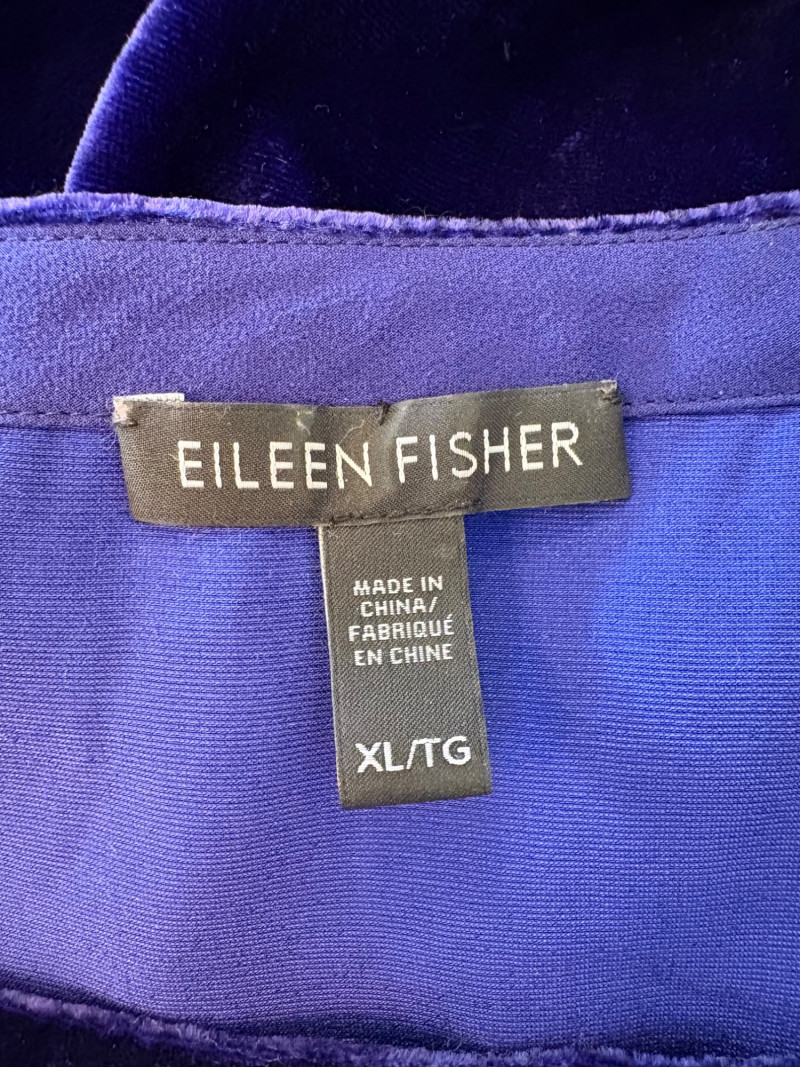 EILEEN FISHER
MADE IN
CHINA/
FABRIQUÉ
EN CHINE
XL/TG